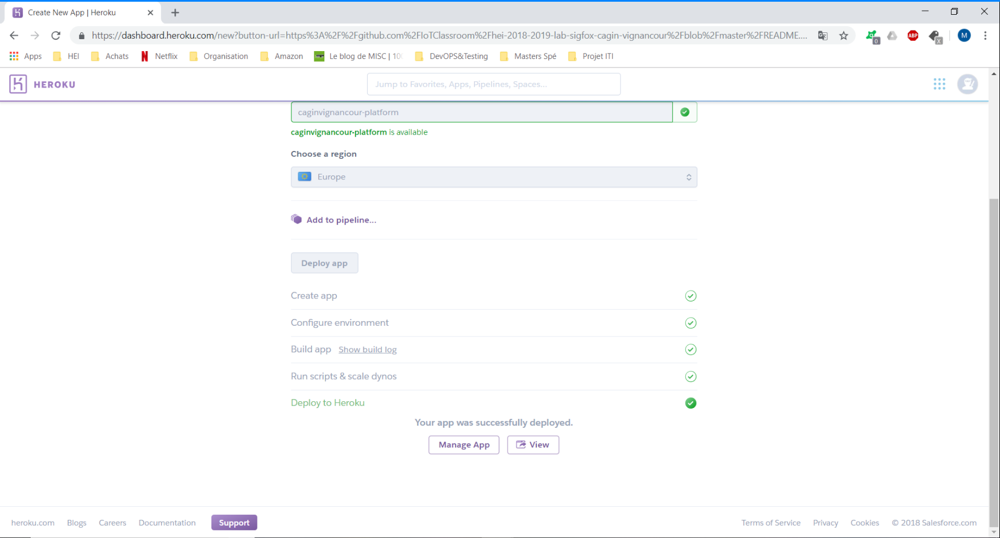 Create New App | Heroku
https://dashboard.heroku.com/new?button-url=https%3A%2F%2Fgithub.com%2FIoTClassroom%2Fhei-2018-2019-lab-sigfox-cagin-vignancour%2Fblob%2Fmaster%2FREADME.... 0 ABP x M
Apps HEI Achats Netflix Organisation Amazon Le blog de MISC | 100 DevOPS&Testing Masters Spé Projet ITI
HEROKU Jump to Favorites, Apps, Pipelines, Spaces...
caginvignancour-platform
caginvignancour-platform is available
Choose a region
Europe
Add to pipeline...
Deploy app
Create app
Configure environment
Build app Show build log
Run scripts & scale dynos
Deploy to Heroku
Your app was successfully deployed.
Manage App View
heroku.com Blogs Careers Documentation Support Terms of Service Privacy Cookies © 2018 Salesforce.com